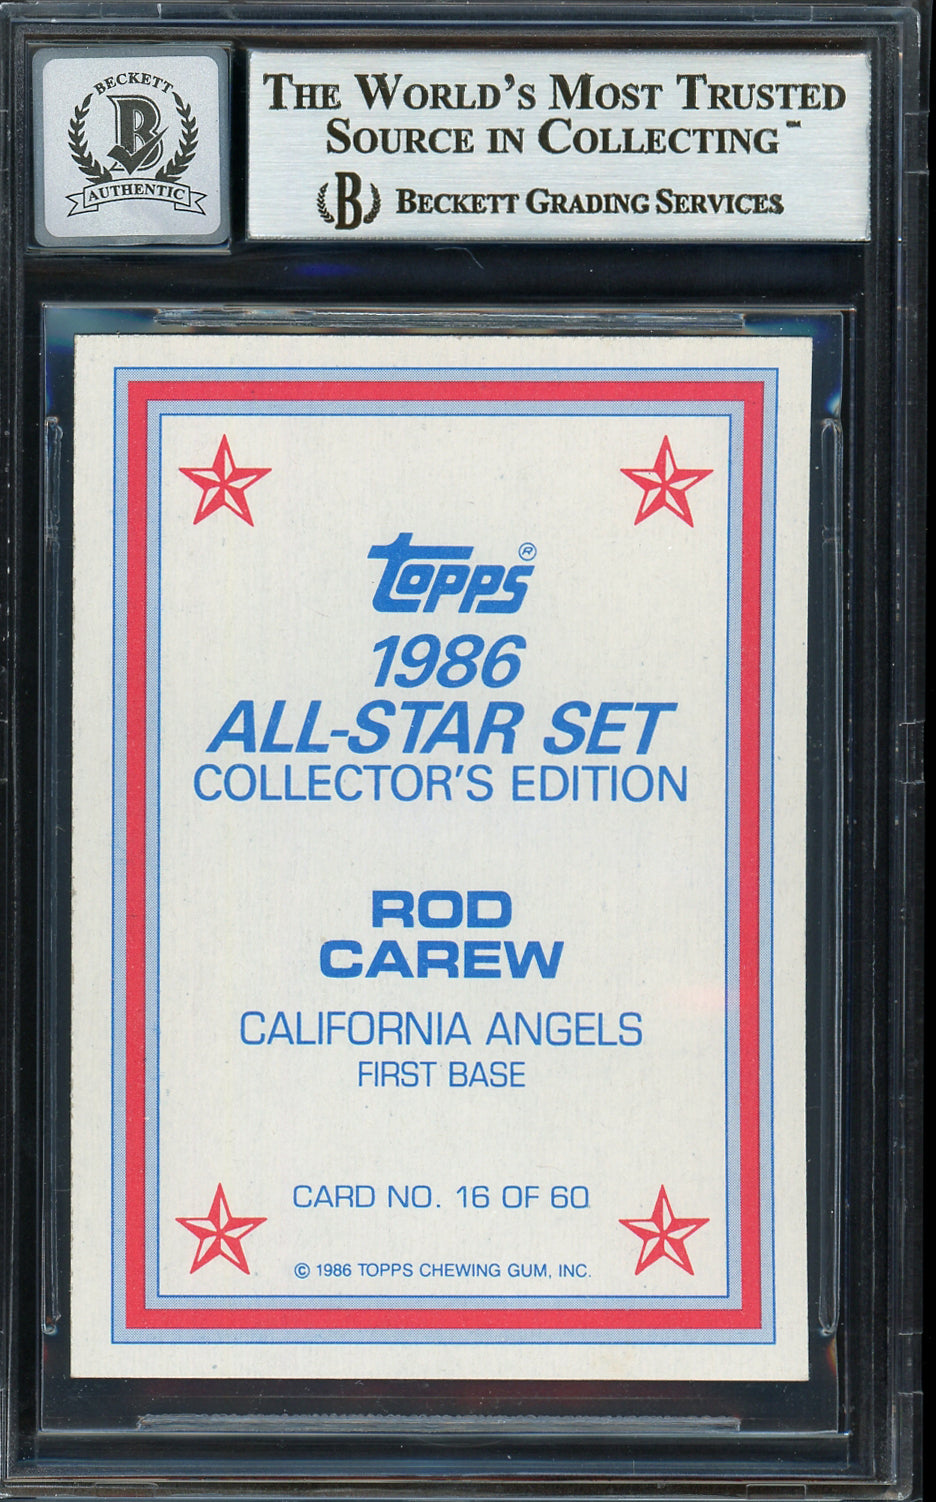 BECKETT
B
AUTHENTIC
THE WORLD'S MOST TRUSTED
SOURCE IN COLLECTING™
B BECKETT GRADING SERVICES
topps®
1986
ALL-STAR SET
COLLECTOR'S EDITION
ROD
CAREW
CALIFORNIA ANGELS
FIRST BASE
CARD NO. 16 OF 60
© 1986 TOPPS CHEWING GUM, INC.